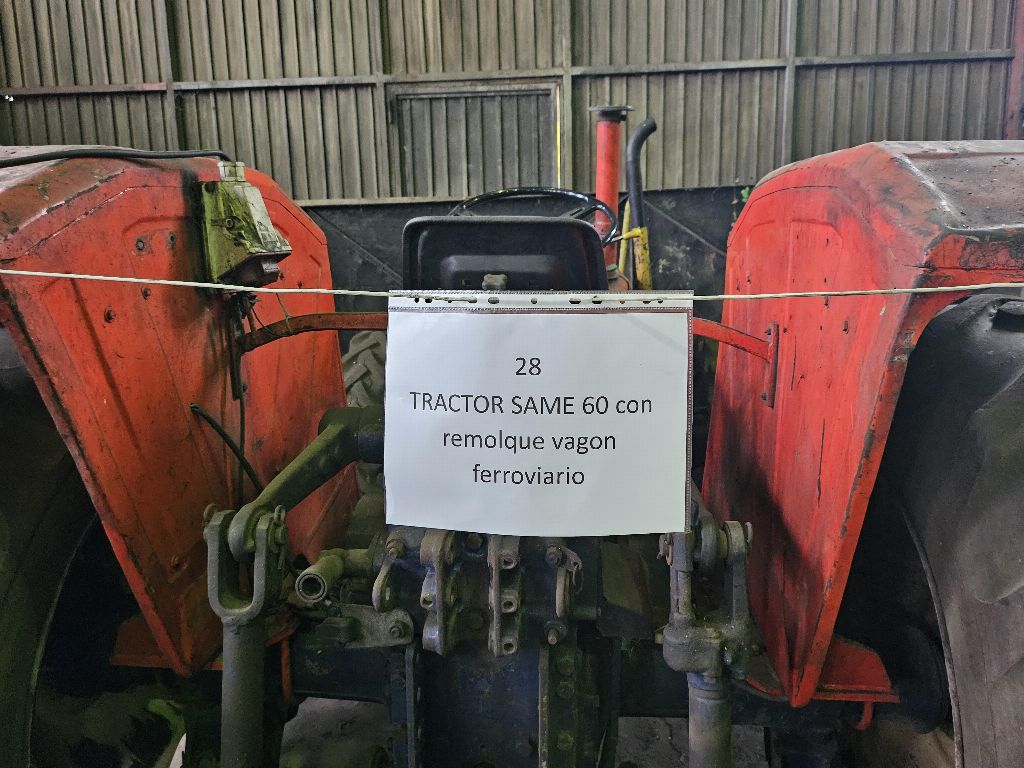 28
TRACTOR SAME 60 con
remolque vagon
ferroviario